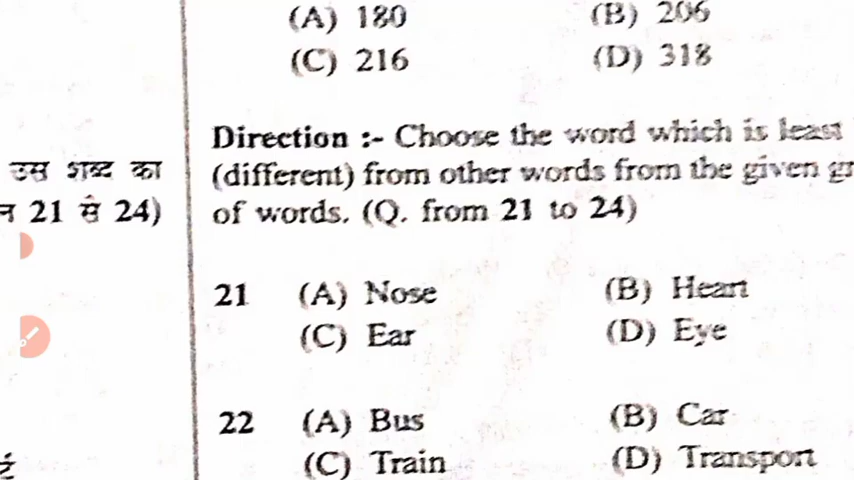 (A) 180 (B) 206
(C) 216 (D) 318
उस शब्द का
न 21 से 24)
Direction :- Choose the word which is least
(different) from other words from the given gr
of words. (Q. from 21 to 24)
21 (A) Nose (B) Heart
(C) Ear (D) Eye
22 (A) Bus (B) Car
(C) Train (D) Transport